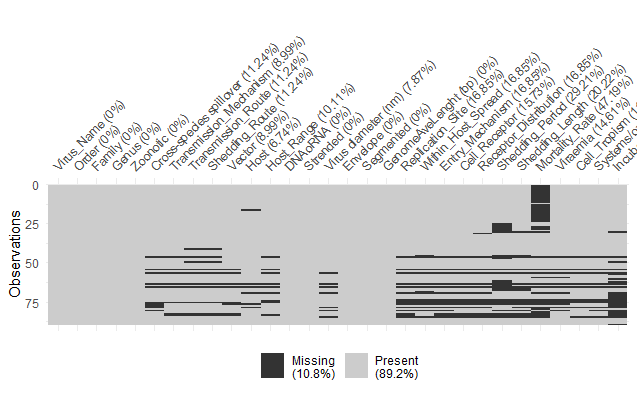 Virus_Name (0%)
Order (0%)
Family (0%)
Genus (0%)
Zoonotic (0%)
Cross-species spillover (11.24%)
Transmission_Mechanism (8.99%)
Transmission_Route (11.24%)
Shedding_Route (11.24%)
Vector (8.99%)
Host (6.74%)
Host_Range (10.11%)
DNAoRNA (0%)
Stranded (0%)
Virus diameter (nm) (7.87%)
Envelope (0%)
Segmented (0%)
GenomeAveLenght (bp) (0%)
Replication_Site (16.85%)
Within_Host_Spread (16.85%)
Entry_Mechanism (16.85%)
Cell_Receptor (15.73%)
Receptor_Distribution (16.85%)
Shedding_Period (29.21%)
Shedding_Length (20.22%)
Mortality_Rate (47.19%)
Viraemia (14.61%
Cell_Tropism (1
Incub
Observations
0
25
50
75
Missing
(10.8%)
Present
(89.2%)